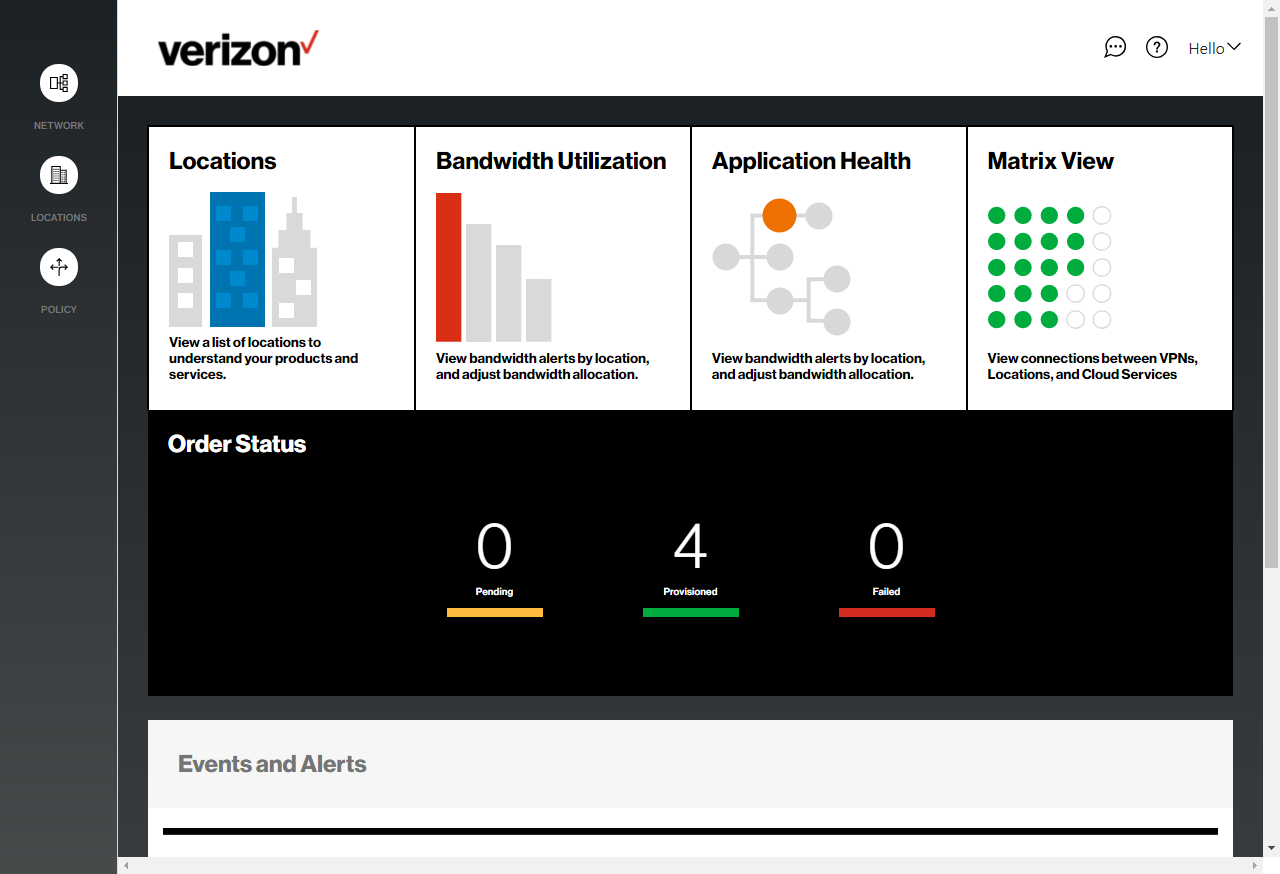 verizon
Hello
NETWORK
LOCATIONS
POLICY
Locations
View a list of locations to
understand your products and
services.
Bandwidth Utilization
View bandwidth alerts by location,
and adjust bandwidth allocation.
Application Health
View bandwidth alerts by location,
and adjust bandwidth allocation.
Matrix View
View connections between VPNs,
Locations, and Cloud Services
Order Status
0
Pending
4
Provisioned
0
Failed
Events and Alerts